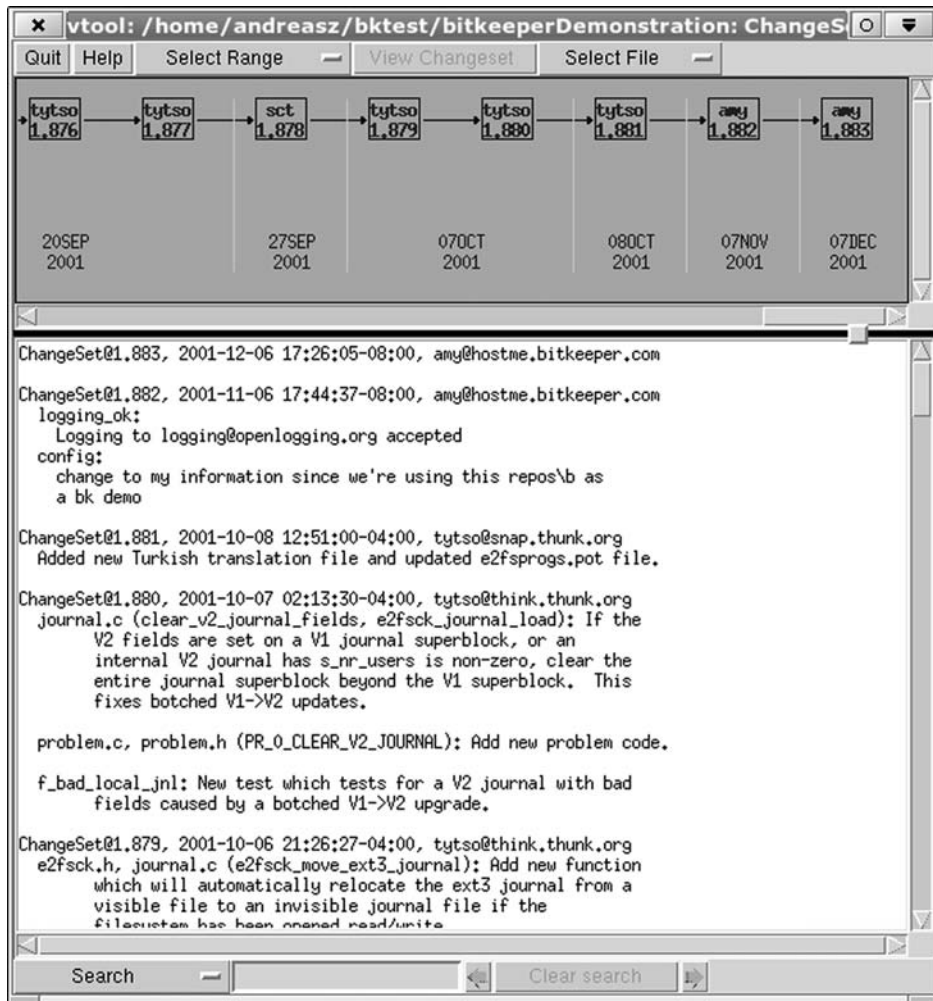 vtool: /home/andreasz/bktest/bitkeeperDemonstration: ChangeS
Quit Help Select Range View Changeset Select File
tytso tytso sct tytso tytso tytso amy amy
1.876 1.877 1.878 1.879 1.880 1.881 1.882 1.883
20SEP 27SEP 07OCT 08OCT 07NOV 07DEC
2001 2001 2001 2001 2001 2001
ChangeSet@1.883, 2001-12-06 17:26:05-08:00, amy@hostme.bitkeeper.com
ChangeSet@1.882, 2001-11-06 17:44:37-08:00, amy@hostme.bitkeeper.com
logging_ok:
Logging to logging@openlogging.org accepted
config:
change to my information since we're using this repos\b as
a bk demo
ChangeSet@1.881, 2001-10-08 12:51:00-04:00, tytso@snap.thunk.org
Added new Turkish translation file and updated e2fsprogs.pot file.
ChangeSet@1.880, 2001-10-07 02:13:30-04:00, tytso@think.thunk.org
journal.c (clear_v2_journal_fields, e2fsck_journal_load): If the
V2 fields are set on a V1 journal superblock, or an
internal V2 journal has s_nr_users is non-zero, clear the
entire journal superblock beyond the V1 superblock. This
fixes botched V1->V2 updates.
problem.c, problem.h (PR_0_CLEAR_V2_JOURNAL): Add new problem code.
f_bad_local_jnl: New test which tests for a V2 journal with bad
fields caused by a botched V1->V2 upgrade.
ChangeSet@1.879, 2001-10-06 21:26:27-04:00, tytso@think.thunk.org
e2fsck.h, journal.c (e2fsck_move_ext3_journal): Add new function
which will automatically relocate the ext3 journal from a
visible file to an invisible journal file if the
filesystem has been opened read/write
Search Clear search